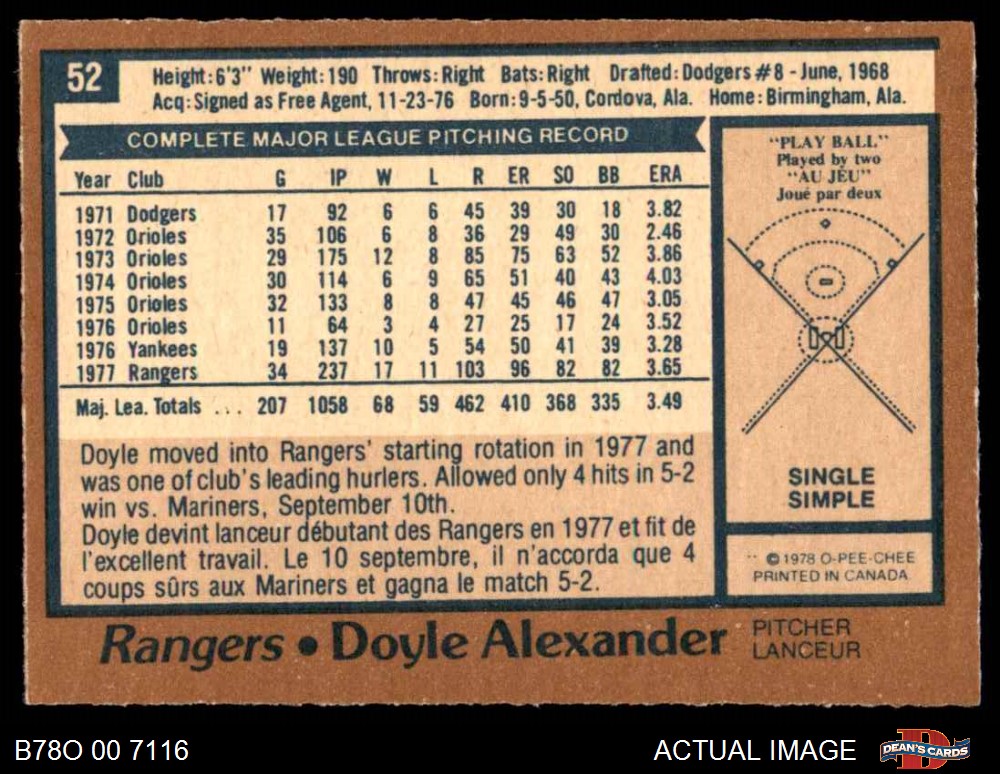 52
Height: 6'3" Weight: 190 Throws: Right Bats: Right Drafted: Dodgers #8 - June, 1968
Acq: Signed as Free Agent, 11-23-76 Born: 9-5-50, Cordova, Ala. Home: Birmingham, Ala.
COMPLETE MAJOR LEAGUE PITCHING RECORD
Year Club G IP W L R ER SO BB ERA
1971 Dodgers 17 92 6 6 45 39 30 18 3.82
1972 Orioles 35 106 6 8 36 29 49 30 2.46
1973 Orioles 29 175 12 8 85 75 63 52 3.86
1974 Orioles 30 114 6 9 65 51 40 43 4.03
1975 Orioles 32 133 8 8 47 45 46 47 3.05
1976 Orioles 11 64 3 4 27 25 17 24 3.52
1976 Yankees 19 137 10 5 54 50 41 39 3.28
1977 Rangers 34 237 17 11 103 96 82 82 3.65
Maj. Lea. Totals ... 207 1058 68 59 462 410 368 335 3.49
Doyle moved into Rangers' starting rotation in 1977 and
was one of club's leading hurlers. Allowed only 4 hits in 5-2
win vs. Mariners, September 10th.
Doyle devint lanceur débutant des Rangers en 1977 et fit de
l'excellent travail. Le 10 septembre, il n'accorda que 4
coups sûrs aux Mariners et gagna le match 5-2.
"PLAY BALL"
Played by two
"AU JEU"
Joué par deux
SINGLE
SIMPLE
© 1978 O-PEE-CHEE
PRINTED IN CANADA
Rangers • Doyle Alexander
PITCHER
LANCEUR
B78O 00 7116
ACTUAL IMAGE
D
DEAN'S CARDS